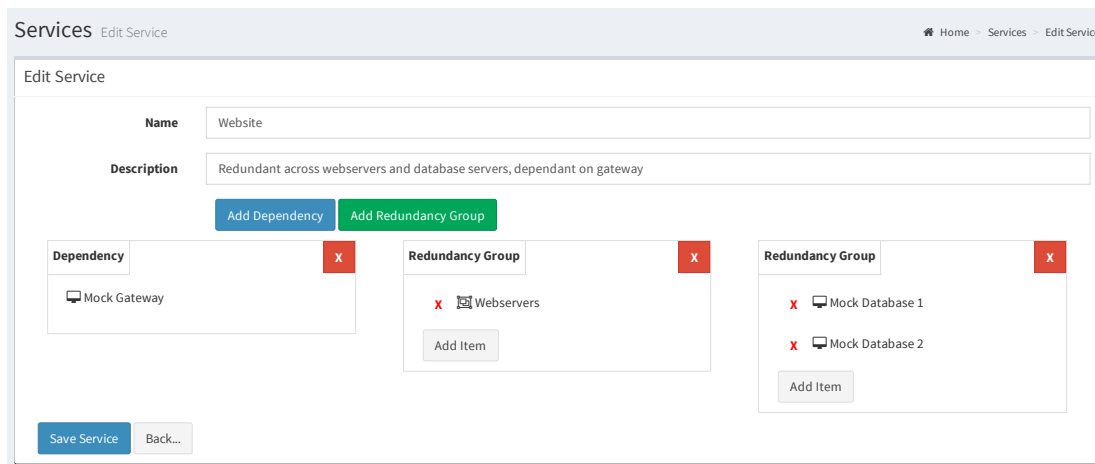 Services Edit Service
Home > Services > Edit Service
Edit Service
Name Website
Description Redundant across webservers and database servers, dependant on gateway
Add Dependency Add Redundancy Group
Dependency X Redundancy Group X Redundancy Group X
Mock Gateway X Webservers X Mock Database 1
Add Item X Mock Database 2
Add Item
Save Service Back...